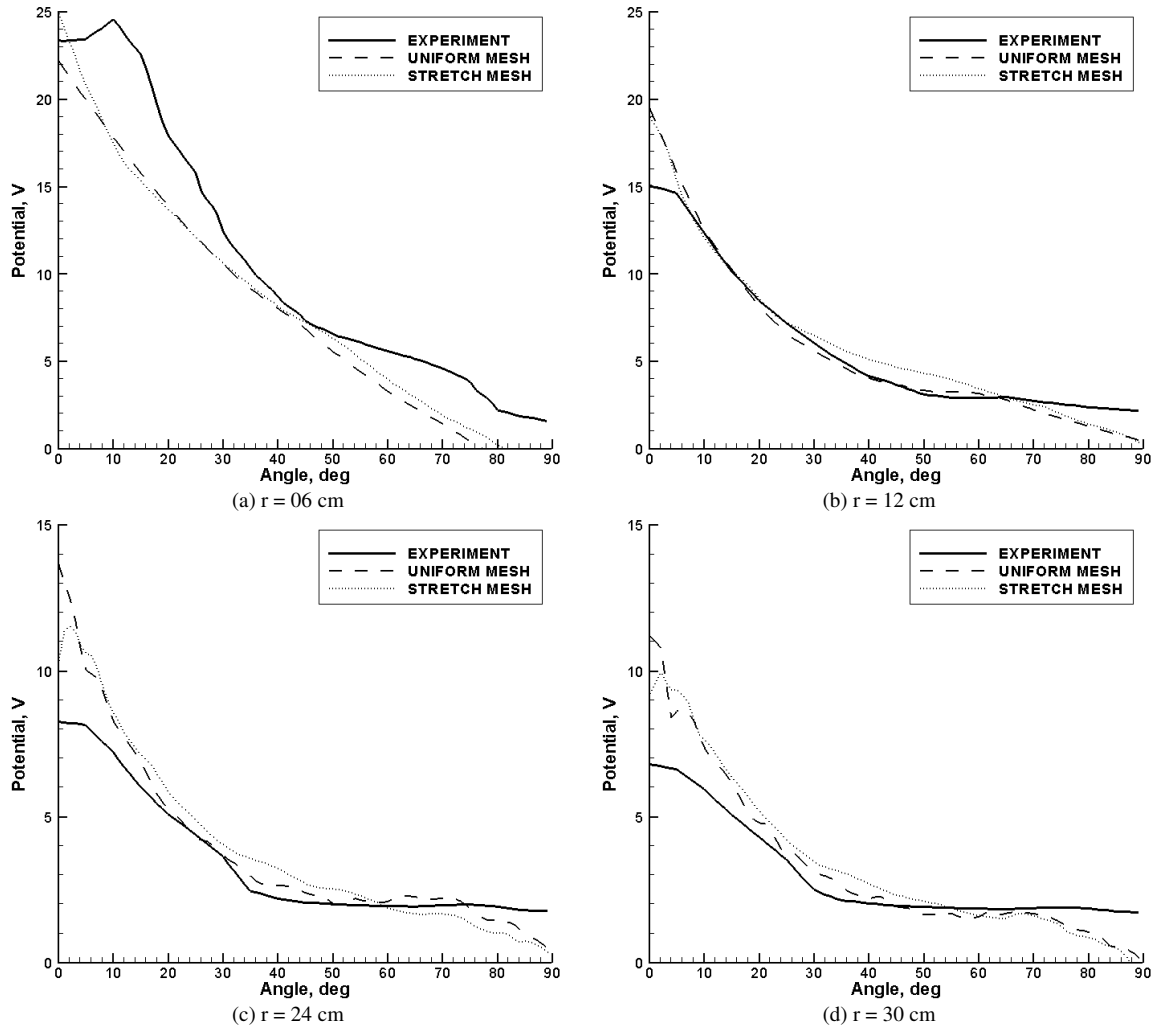 25
20
15
10
5
0
Potential, V
EXPERIMENT
UNIFORM MESH
STRETCH MESH
0 10 20 30 40 50 60 70 80 90
Angle, deg
(a) r = 06 cm
25
20
15
10
5
0
Potential, V
EXPERIMENT
UNIFORM MESH
STRETCH MESH
0 10 20 30 40 50 60 70 80 90
Angle, deg
(b) r = 12 cm
15
10
5
0
Potential, V
EXPERIMENT
UNIFORM MESH
STRETCH MESH
0 10 20 30 40 50 60 70 80 90
Angle, deg
(c) r = 24 cm
15
10
5
0
Potential, V
EXPERIMENT
UNIFORM MESH
STRETCH MESH
0 10 20 30 40 50 60 70 80 90
Angle, deg
(d) r = 30 cm